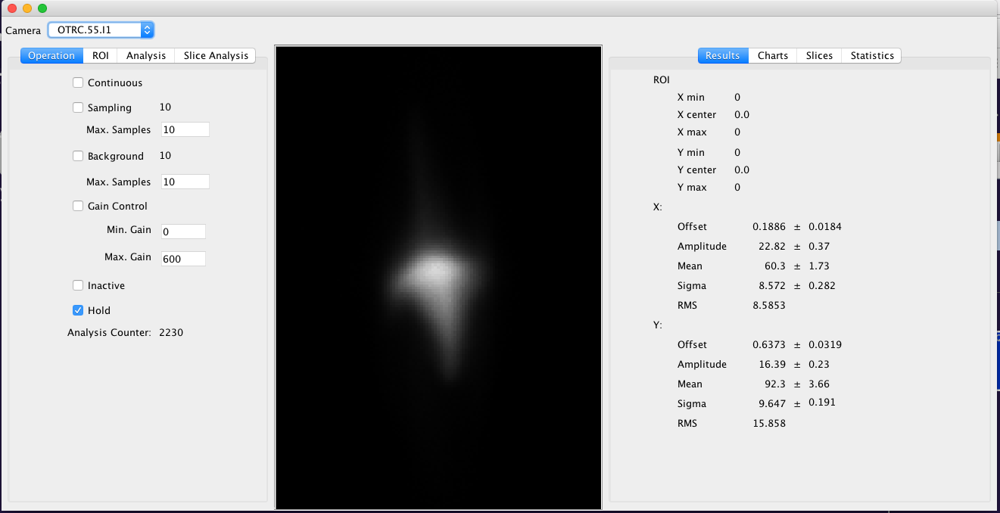 Camera OTRC.55.I1
Operation ROI Analysis Slice Analysis
Continuous
Sampling 10
Max. Samples 10
Background 10
Max. Samples 10
Gain Control
Min. Gain 0
Max. Gain 600
Inactive
Hold
Analysis Counter: 2230
Results Charts Slices Statistics
ROI
X min 0
X center 0.0
X max 0
Y min 0
Y center 0.0
Y max 0
X:
Offset 0.1886 ± 0.0184
Amplitude 22.82 ± 0.37
Mean 60.3 ± 1.73
Sigma 8.572 ± 0.282
RMS 8.5853
Y:
Offset 0.6373 ± 0.0319
Amplitude 16.39 ± 0.23
Mean 92.3 ± 3.66
Sigma 9.647 ± 0.191
RMS 15.858